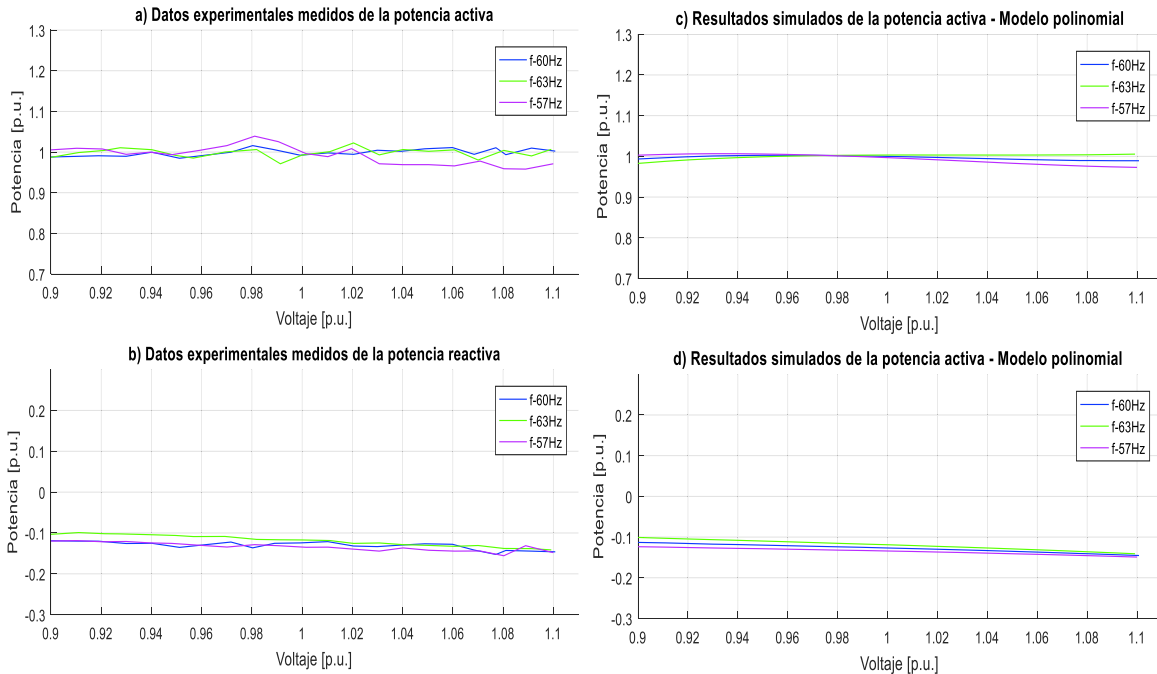 a) Datos experimentales medidos de la potencia activa
1.3
1.2
1.1
1
0.9
0.8
0.7
Potencia [p.u.]
f-60Hz
f-63Hz
f-57Hz
0.9 0.92 0.94 0.96 0.98 1 1.02 1.04 1.06 1.08 1.1
Voltaje [p.u.]
c) Resultados simulados de la potencia activa - Modelo polinomial
1.3
1.2
1.1
1
0.9
0.8
0.7
Potencia [p.u.]
f-60Hz
f-63Hz
f-57Hz
0.9 0.92 0.94 0.96 0.98 1 1.02 1.04 1.06 1.08 1.1
Voltaje [p.u.]
b) Datos experimentales medidos de la potencia reactiva
0.2
0.1
0
-0.1
-0.2
-0.3
Potencia [p.u.]
f-60Hz
f-63Hz
f-57Hz
0.9 0.92 0.94 0.96 0.98 1 1.02 1.04 1.06 1.08 1.1
Voltaje [p.u.]
d) Resultados simulados de la potencia activa - Modelo polinomial
0.2
0.1
0
-0.1
-0.2
-0.3
Potencia [p.u.]
f-60Hz
f-63Hz
f-57Hz
0.9 0.92 0.94 0.96 0.98 1 1.02 1.04 1.06 1.08 1.1
Voltaje [p.u.]